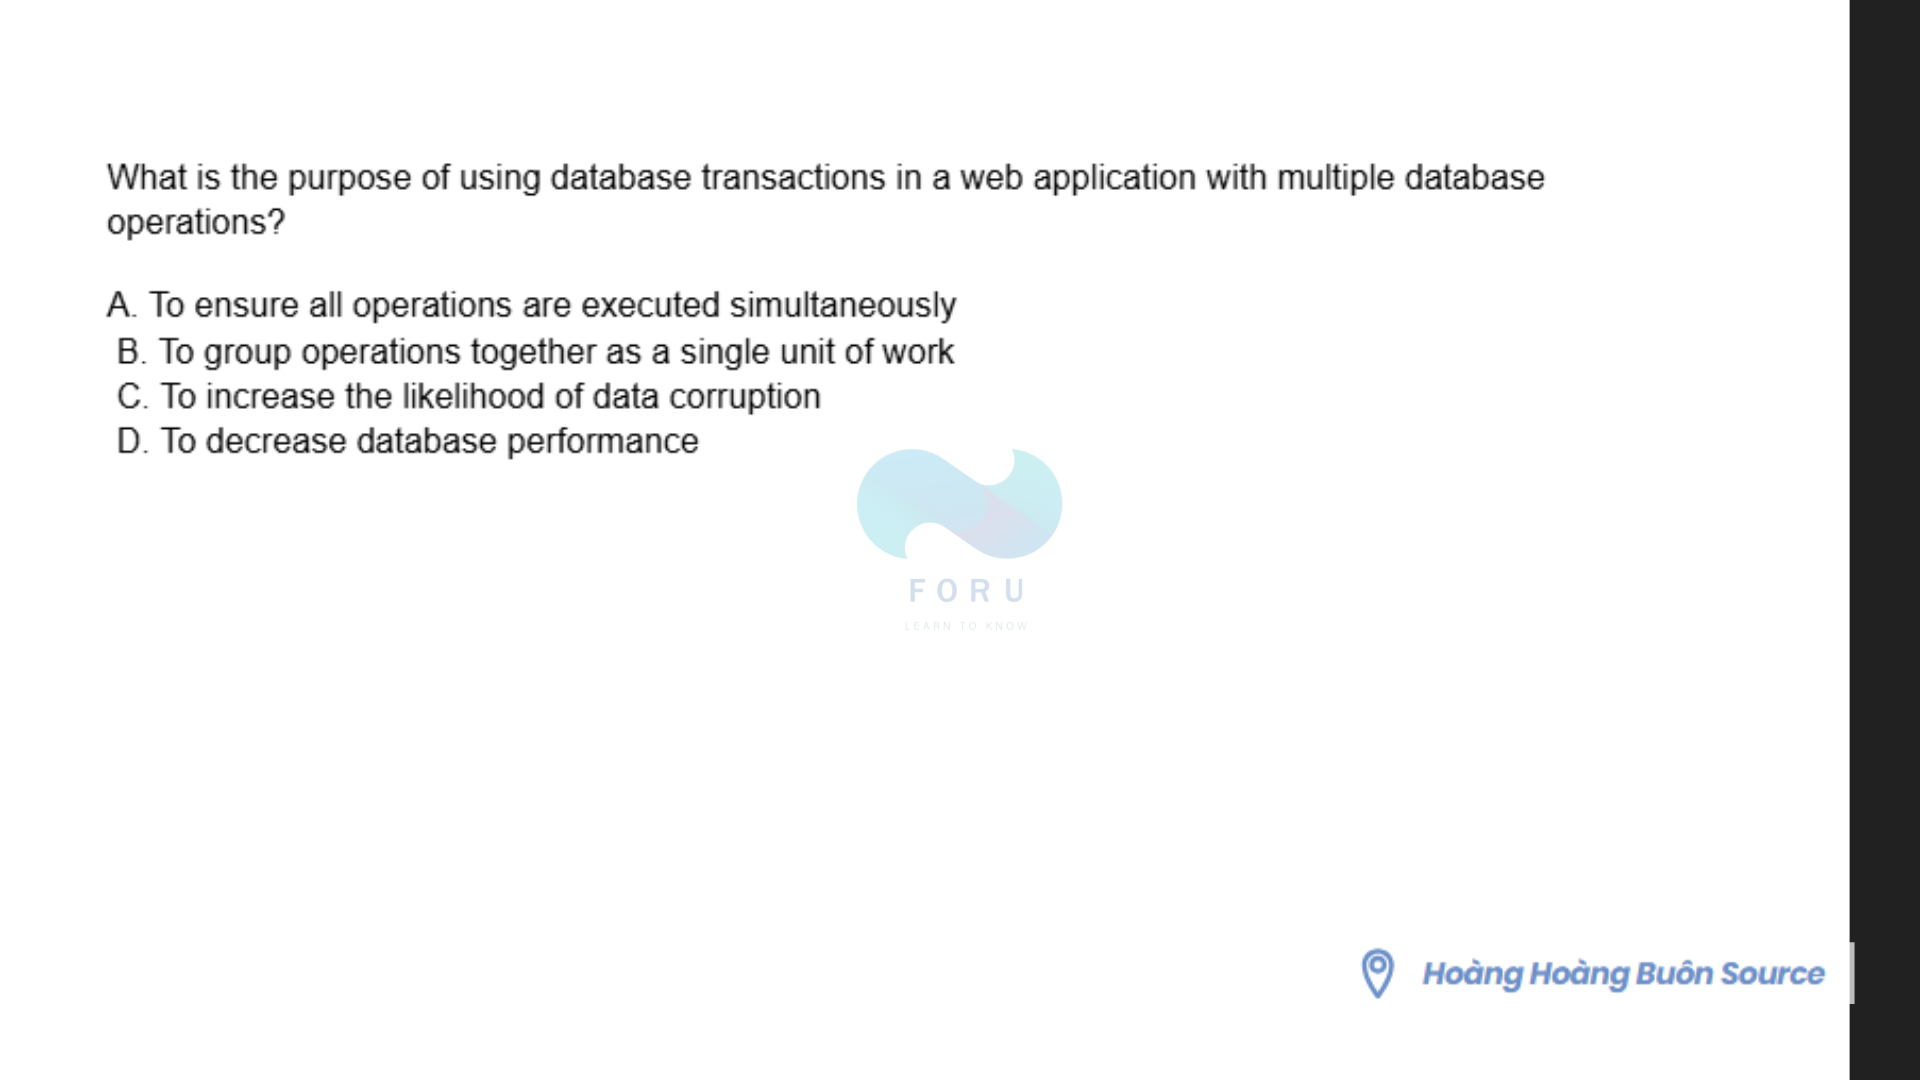 What is the purpose of using database transactions in a web application with multiple database
operations?
A. To ensure all operations are executed simultaneously
B. To group operations together as a single unit of work
C. To increase the likelihood of data corruption
D. To decrease database performance
FORU
LEARN TO KNOW
Hoàng Hoàng Buôn Source